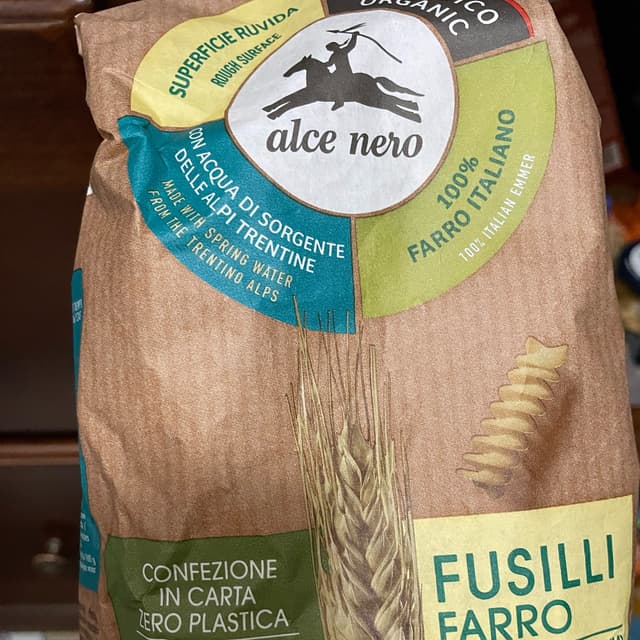 SUPERFICIE RUVIDA
ROUGH SURFACE
ORGANIC
alce nero
CON ACQUA DI SORGENTE
DELLE ALPI TRENTINE
MADE WITH SPRING WATER
FROM THE TRENTINO ALPS
100%
FARRO ITALIANO
100% ITALIAN EMMER
CONFEZIONE
IN CARTA
ZERO PLASTICA
FUSILLI
FARRO